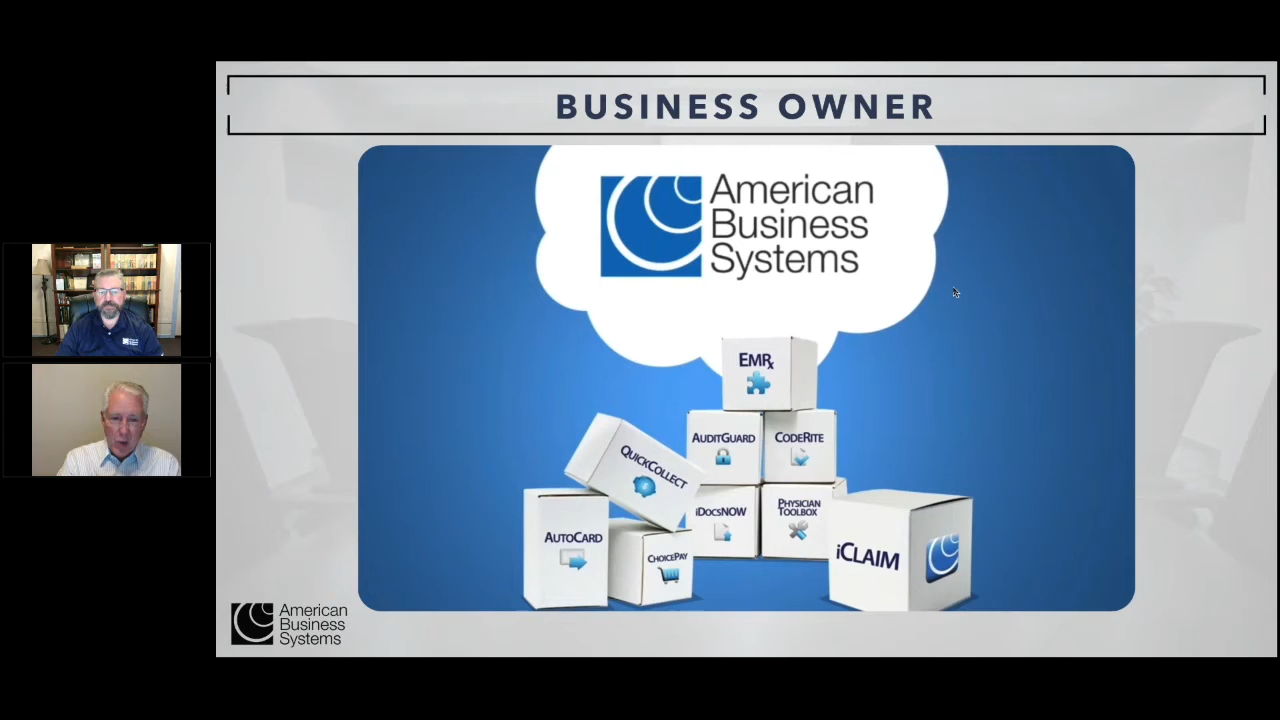 BUSINESS OWNER
American
Business
Systems
EMRx
AUDITGUARD
CODERITE
QUICKCOLLECT
iDOCSNOW
PHYSICIAN
TOOLBOX
AUTOCARD
CHOICEPAY
iCLAIM
American
Business
Systems